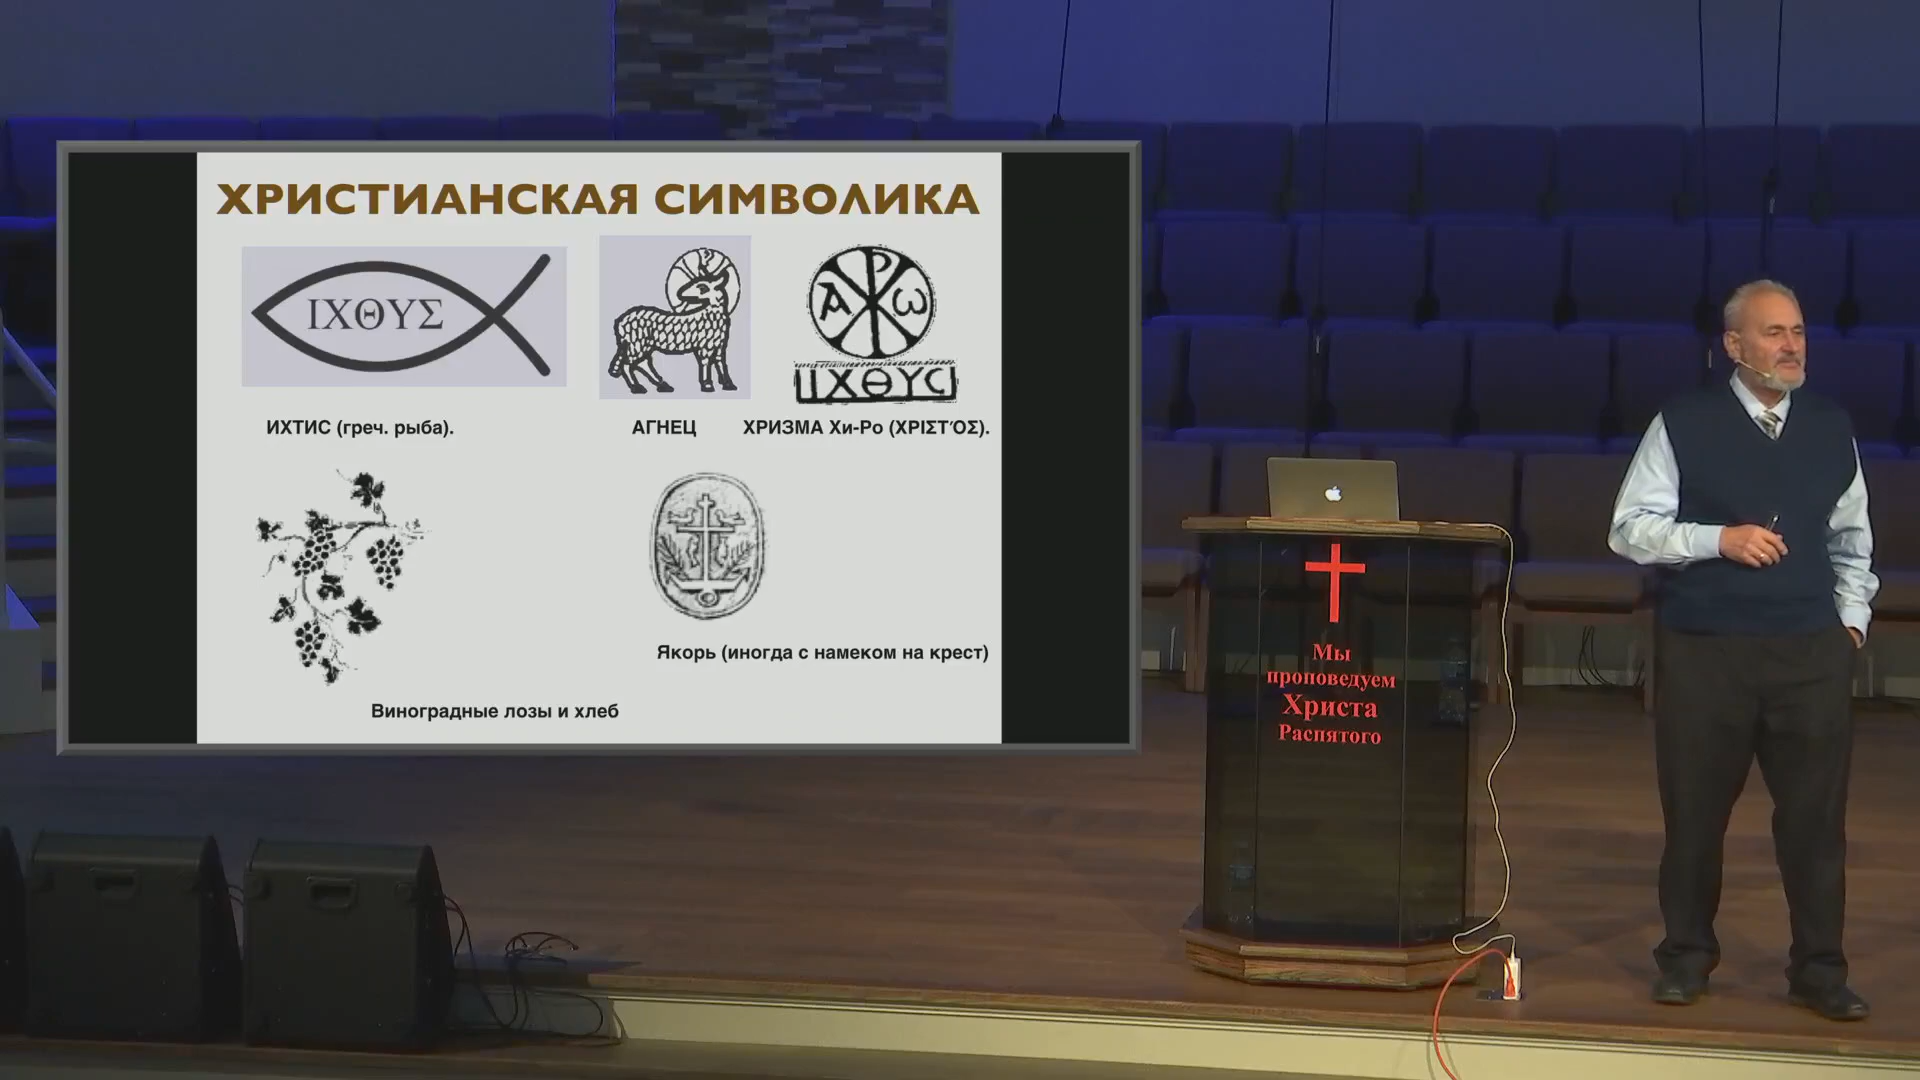 ХРИСТИАНСКАЯ СИМВОЛИКА
ΙΧΘΥΣ
Α Ρ ω
ΙΧΘΥC
ИХТИС (греч. рыба).
АГНЕЦ
ХРИЗМА Хи-Ро (ΧΡΙΣΤΌΣ).
Якорь (иногда с намеком на крест)
Виноградные лозы и хлеб
Мы
проповедуем
Христа
Распятого